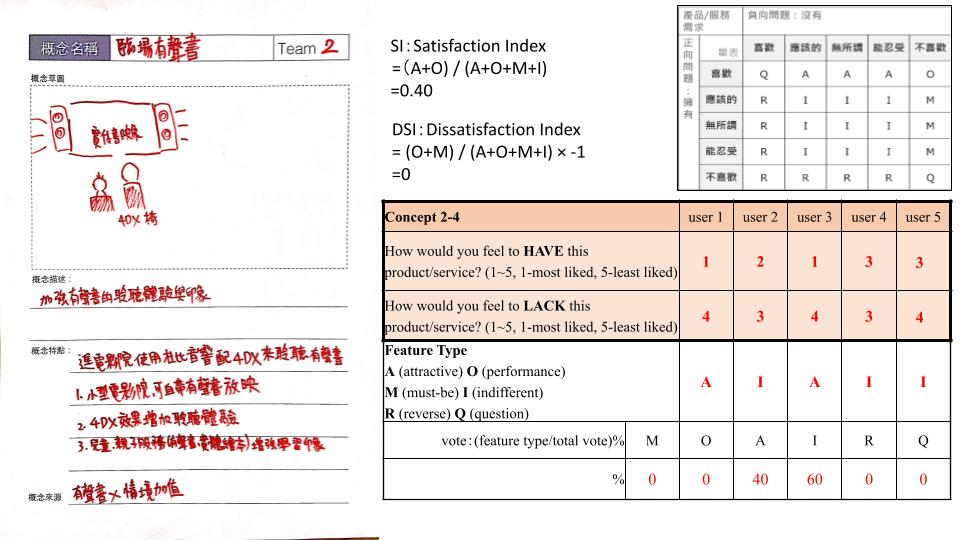 概念名稱 臨場有聲書 Team 2
概念草圖
實体書映象
4DX 椅
概念描述：
加強有聲書的聆聽體驗與印象
概念特點：
進電影院使用杜比音響配4DX來聆聽有聲書
1. 小型電影院,可自帶有聲書放映
2. 4DX效果增加聆聽體驗
3. 兒童、親子服務(有聲書,實體繪本)增強學習印象
概念來源
有聲書×情境加值
SI：Satisfaction Index
=（A+O) / (A+O+M+I)
=0.40
DSI：Dissatisfaction Index
= (O+M) / (A+O+M+I) × -1
=0
產品/服務需求 負向問題：沒有
正向問題：擁有
量表 喜歡 應該的 無所謂 能忍受 不喜歡
喜歡 Q A A A O
應該的 R I I I M
無所謂 R I I I M
能忍受 R I I I M
不喜歡 R R R R Q
Concept 2-4 user 1 user 2 user 3 user 4 user 5
How would you feel to HAVE this
product/service? (1~5, 1-most liked, 5-least liked) 1 2 1 3 3
How would you feel to LACK this
product/service? (1~5, 1-most liked, 5-least liked) 4 3 4 3 4
Feature Type
A (attractive) O (performance)
M (must-be) I (indifferent)
R (reverse) Q (question)
A I A I I
vote：(feature type/total vote)% M O A I R Q
% 0 0 40 60 0 0